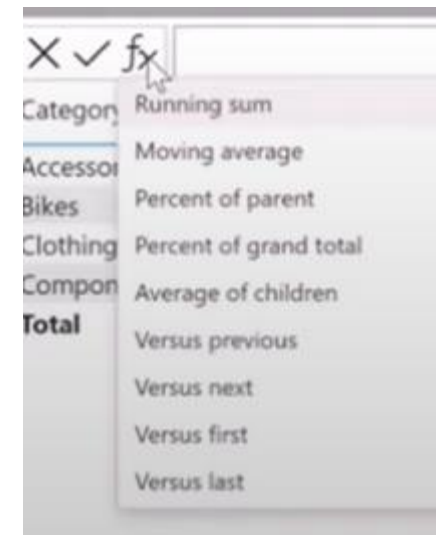 fx
Category
Running sum
Accessor
Moving average
Bikes
Percent of parent
Clothing
Percent of grand total
Compon
Average of children
Total
Versus previous
Versus next
Versus first
Versus last